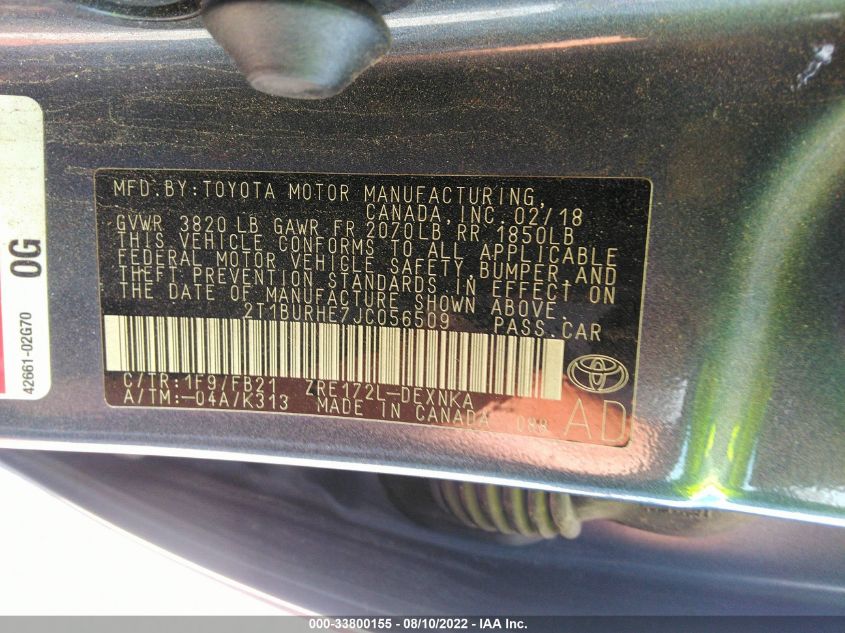 MFD.BY:TOYOTA MOTOR MANUFACTURING,
CANADA,INC.02/18
GVWR 3820 LB GAWR FR 2070LB RR 1850LB
THIS VEHICLE CONFORMS TO ALL APPLICABLE
FEDERAL MOTOR VEHICLE SAFETY,BUMPER,AND
THEFT PREVENTION STANDARDS IN EFFECT ON
THE DATE OF MANUFACTURE SHOWN ABOVE.
2T1BURHE7JC056509 PASS.CAR
C/TR:1F9/FB21 ZRE172L-DEXNKA
A/TM:-04A/K313 MADE IN CANADA 088
AD
0G
42661-02G70
000-33800155 - 08/10/2022 - IAA Inc.